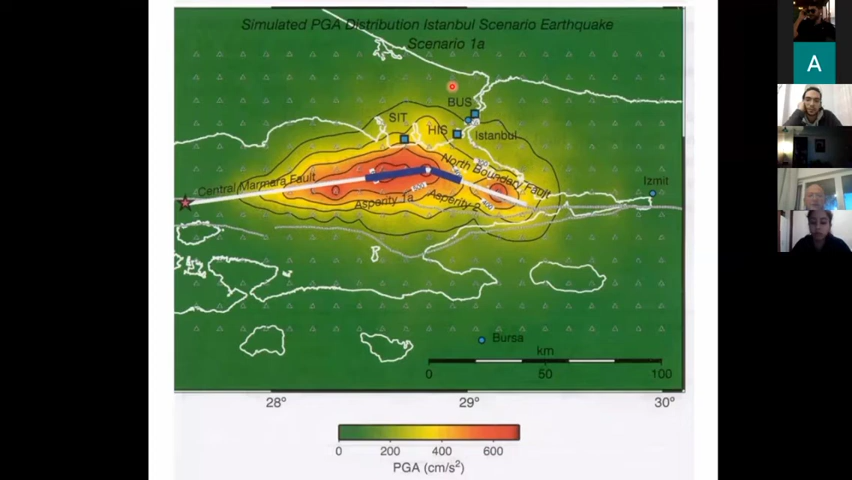 Simulated PGA Distribution Istanbul Scenario Earthquake
Scenario 1a
BUS
SIT
HIS
Istanbul
North Boundary Fault
Central Marmara Fault
Izmit
500
400
Asperity 1a
Asperity 2
Bursa
km
0 50 100
28° 29° 30°
0 200 400 600
PGA (cm/s²)
A